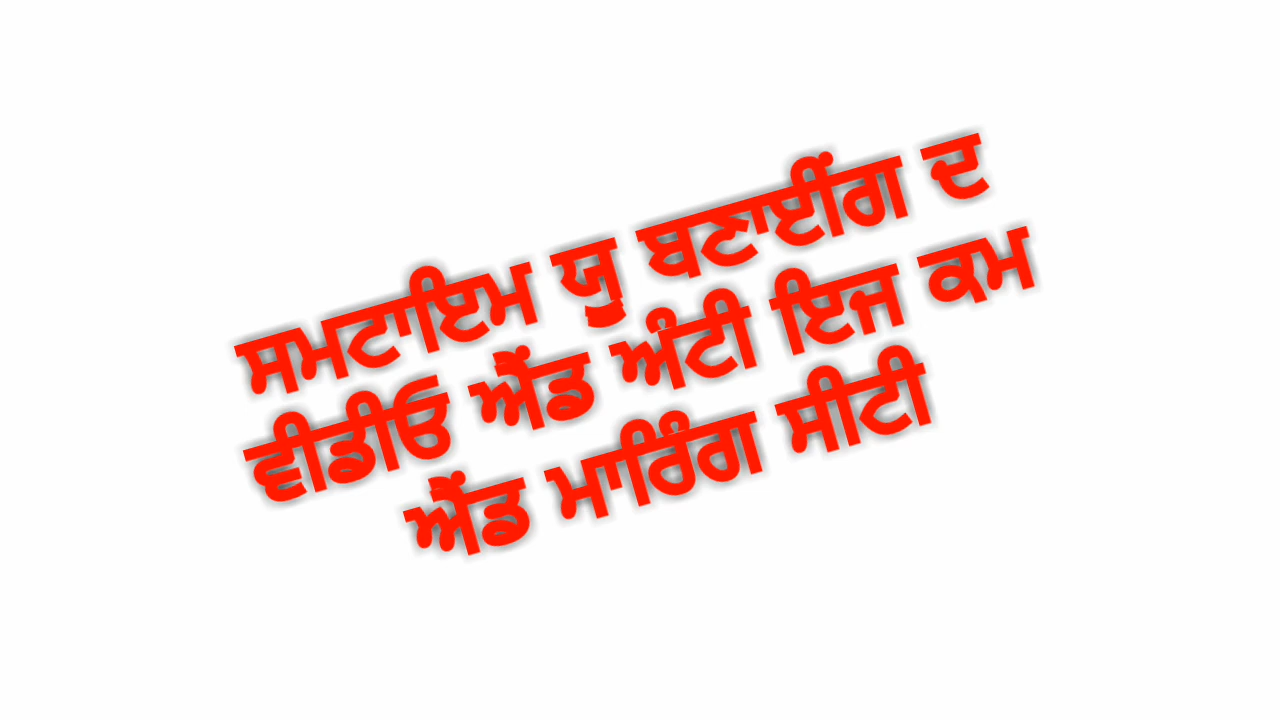 ਸਮਟਾਇਮ ਯੂ ਬਣਾਈਂਗ ਦ
ਵੀਡੀਓ ਐਂਡ ਅੰਟੀ ਇਜ ਕਮ
ਐਂਡ ਮਾਰਿੰਗ ਸੀਟੀ